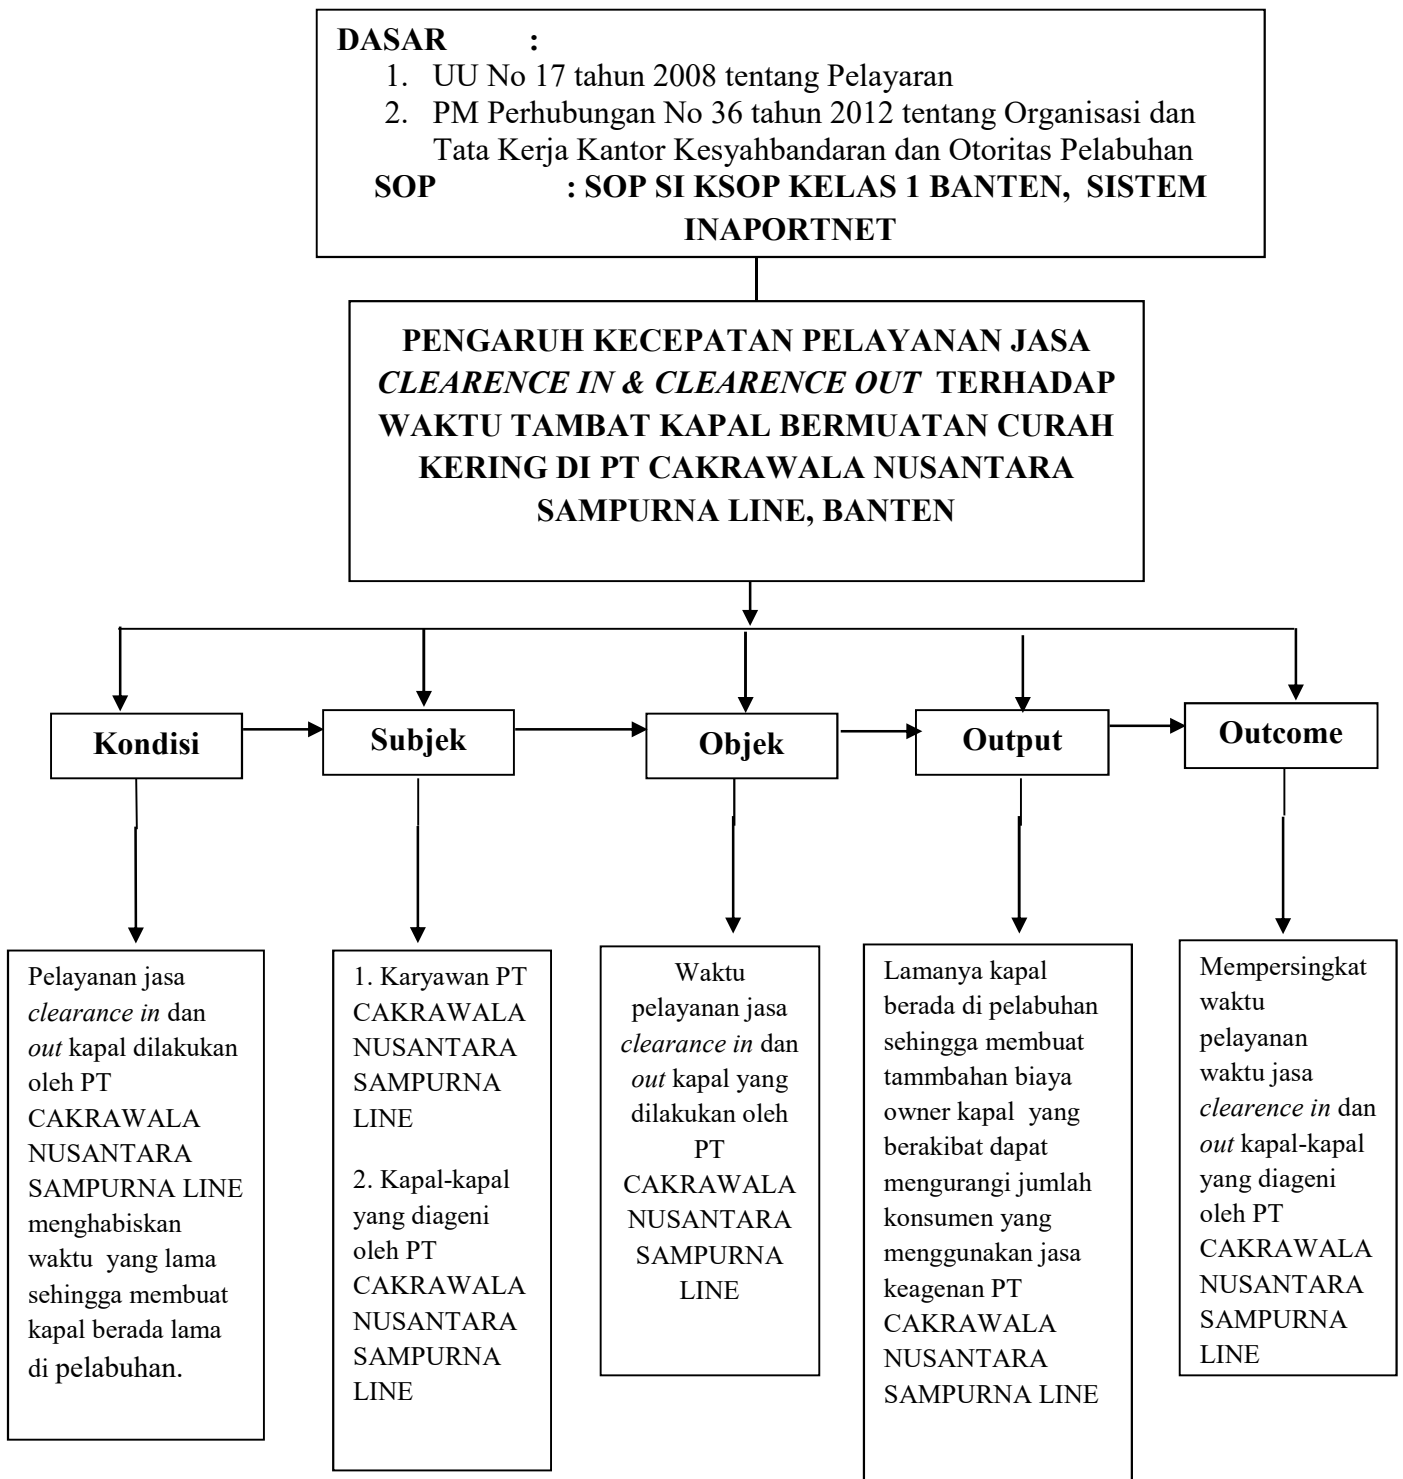 DASAR :
1. UU No 17 tahun 2008 tentang Pelayaran
2. PM Perhubungan No 36 tahun 2012 tentang Organisasi dan
Tata Kerja Kantor Kesyahbandaran dan Otoritas Pelabuhan
SOP : SOP SI KSOP KELAS 1 BANTEN, SISTEM
INAPORTNET
PENGARUH KECEPATAN PELAYANAN JASA
CLEARENCE IN & CLEARENCE OUT TERHADAP
WAKTU TAMBAT KAPAL BERMUATAN CURAH
KERING DI PT CAKRAWALA NUSANTARA
SAMPURNA LINE, BANTEN
Kondisi
Subjek
Objek
Output
Outcome
Pelayanan jasa
clearance in dan
out kapal dilakukan
oleh PT
CAKRAWALA
NUSANTARA
SAMPURNA LINE
menghabiskan
waktu yang lama
sehingga membuat
kapal berada lama
di pelabuhan.
1. Karyawan PT
CAKRAWALA
NUSANTARA
SAMPURNA
LINE
2. Kapal-kapal
yang diageni
oleh PT
CAKRAWALA
NUSANTARA
SAMPURNA
LINE
Waktu
pelayanan jasa
clearance in dan
out kapal yang
dilakukan oleh
PT
CAKRAWALA
NUSANTARA
SAMPURNA
LINE
Lamanya kapal
berada di pelabuhan
sehingga membuat
tammbahan biaya
owner kapal yang
berakibat dapat
mengurangi jumlah
konsumen yang
menggunakan jasa
keagenan PT
CAKRAWALA
NUSANTARA
SAMPURNA LINE
Mempersingkat
waktu
pelayanan
waktu jasa
clearence in dan
out kapal-kapal
yang diageni
oleh PT
CAKRAWALA
NUSANTARA
SAMPURNA
LINE